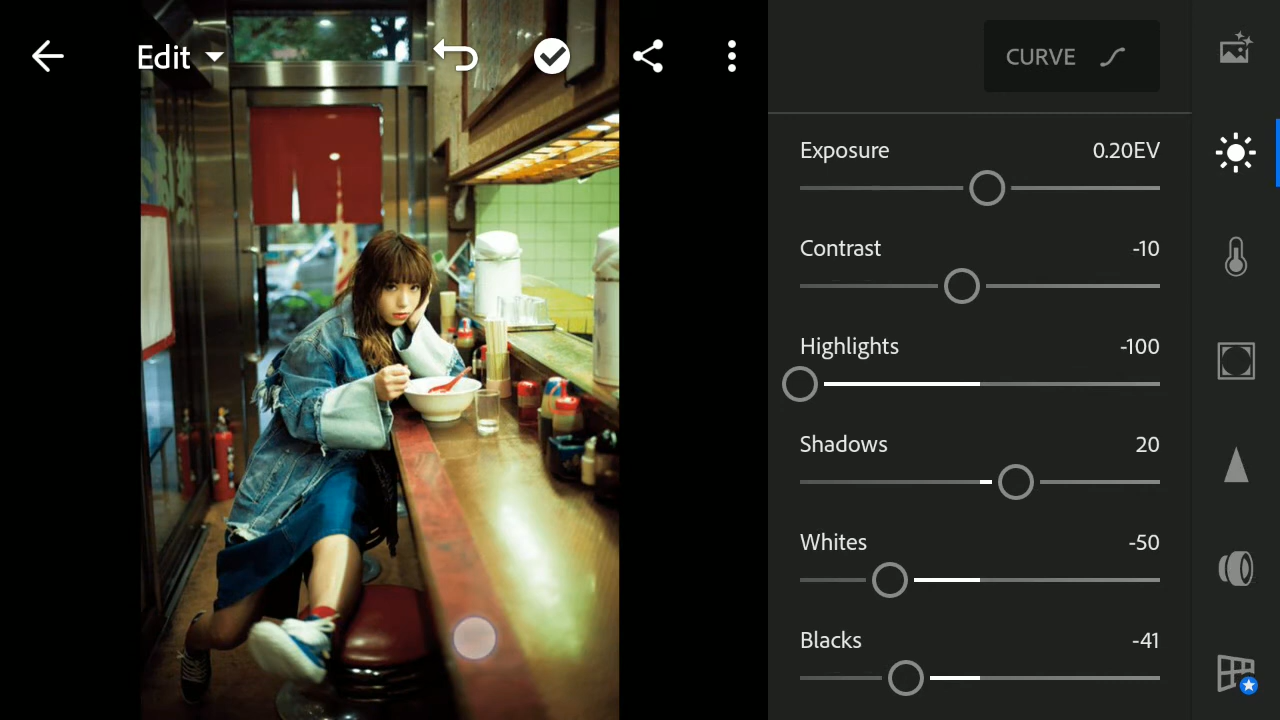 Edit
CURVE
Exposure 0.20EV
Contrast -10
Highlights -100
Shadows 20
Whites -50
Blacks -41